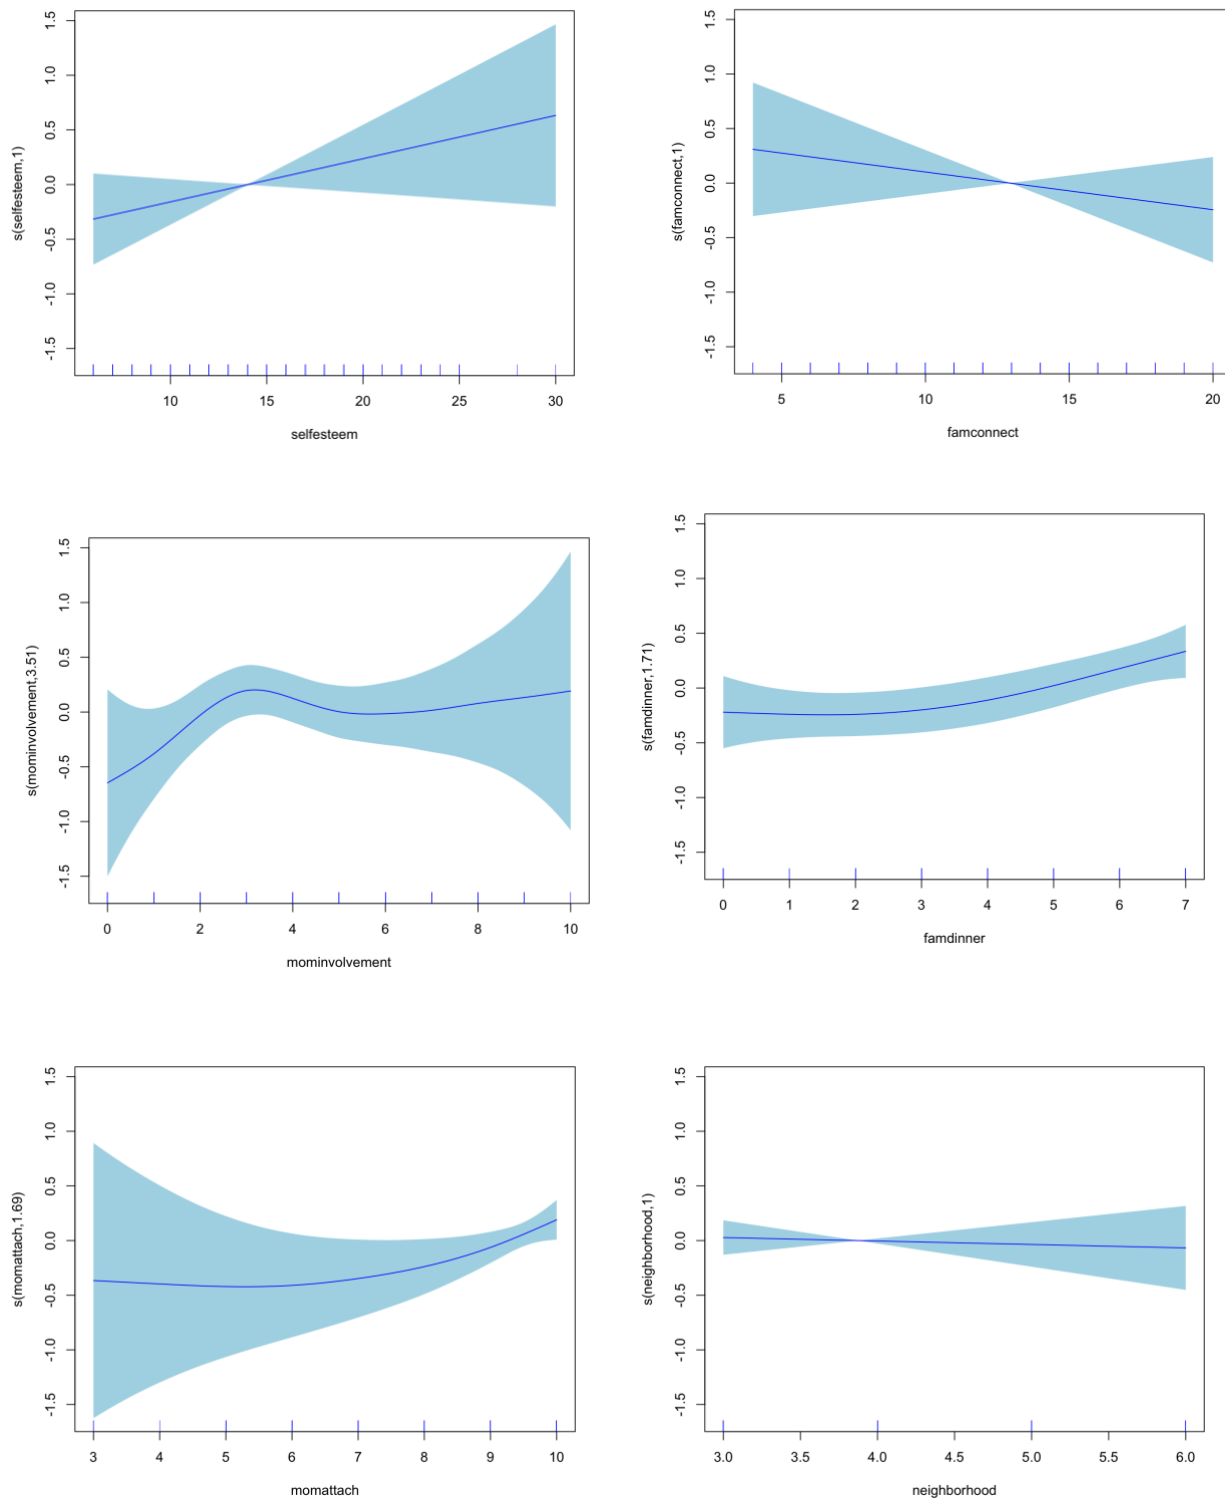 1.5
1.0
0.5
0.0
-0.5
-1.0
-1.5
s(selfesteem,1)
10 15 20 25 30
selfesteem
1.5
1.0
0.5
0.0
-0.5
-1.0
-1.5
s(famconnect,1)
5 10 15 20
famconnect
1.5
1.0
0.5
0.0
-0.5
-1.0
-1.5
s(mominvolvement,3.51)
0 2 4 6 8 10
mominvolvement
1.5
1.0
0.5
0.0
-0.5
-1.0
-1.5
s(famdinner,1.71)
0 1 2 3 4 5 6 7
famdinner
1.5
1.0
0.5
0.0
-0.5
-1.0
-1.5
s(momattach,1.69)
3 4 5 6 7 8 9 10
momattach
1.5
1.0
0.5
0.0
-0.5
-1.0
-1.5
s(neighborhood,1)
3.0 3.5 4.0 4.5 5.0 5.5 6.0
neighborhood